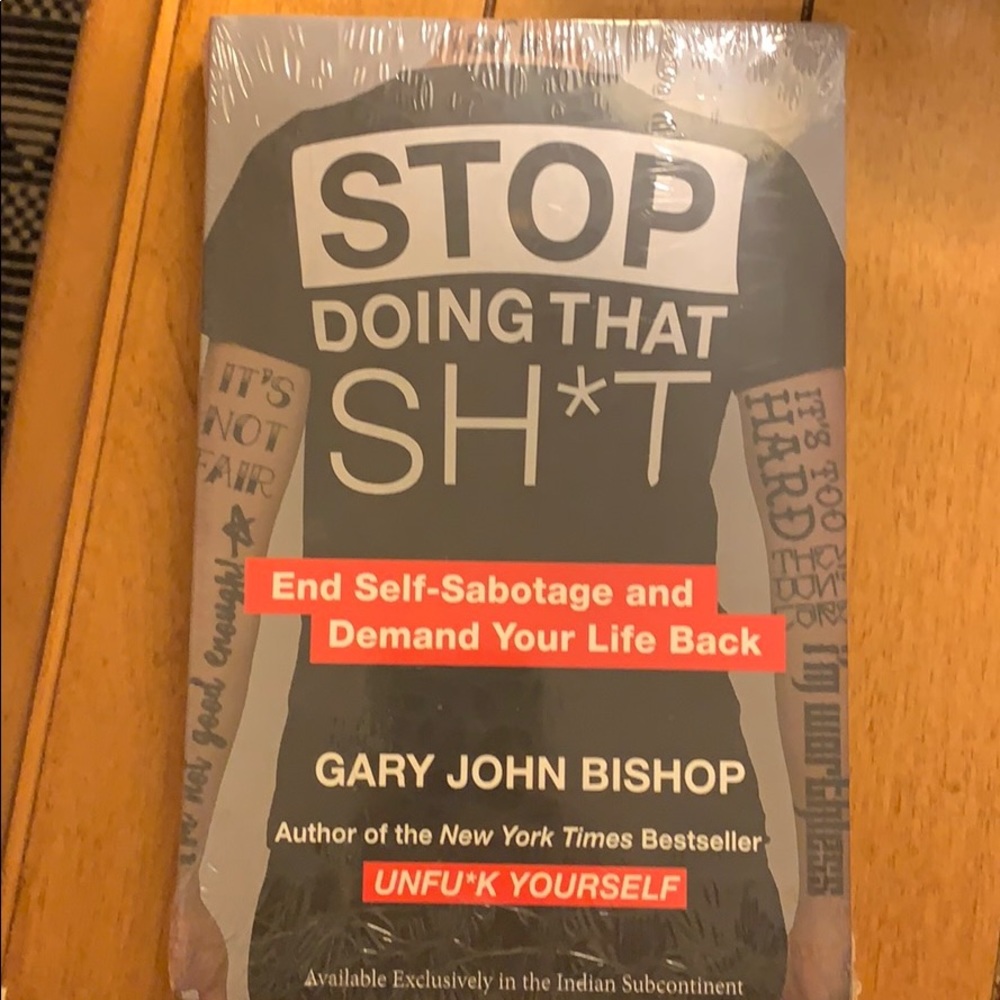 STOP
DOING THAT
SH*T
IT'S
NOT
FAIR
I'm not good enough!
IT'S TOO
HARD
I'm worthless
End Self-Sabotage and
Demand Your Life Back
GARY JOHN BISHOP
Author of the New York Times Bestseller
UNFU*K YOURSELF
Available Exclusively in the Indian Subcontinent